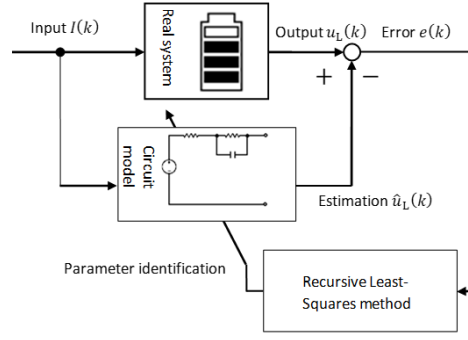 Input I(k)
Real system
Output u_L(k)
Error e(k)
+
−
Circuit model
Estimation û_L(k)
Parameter identification
Recursive Least-
Squares method